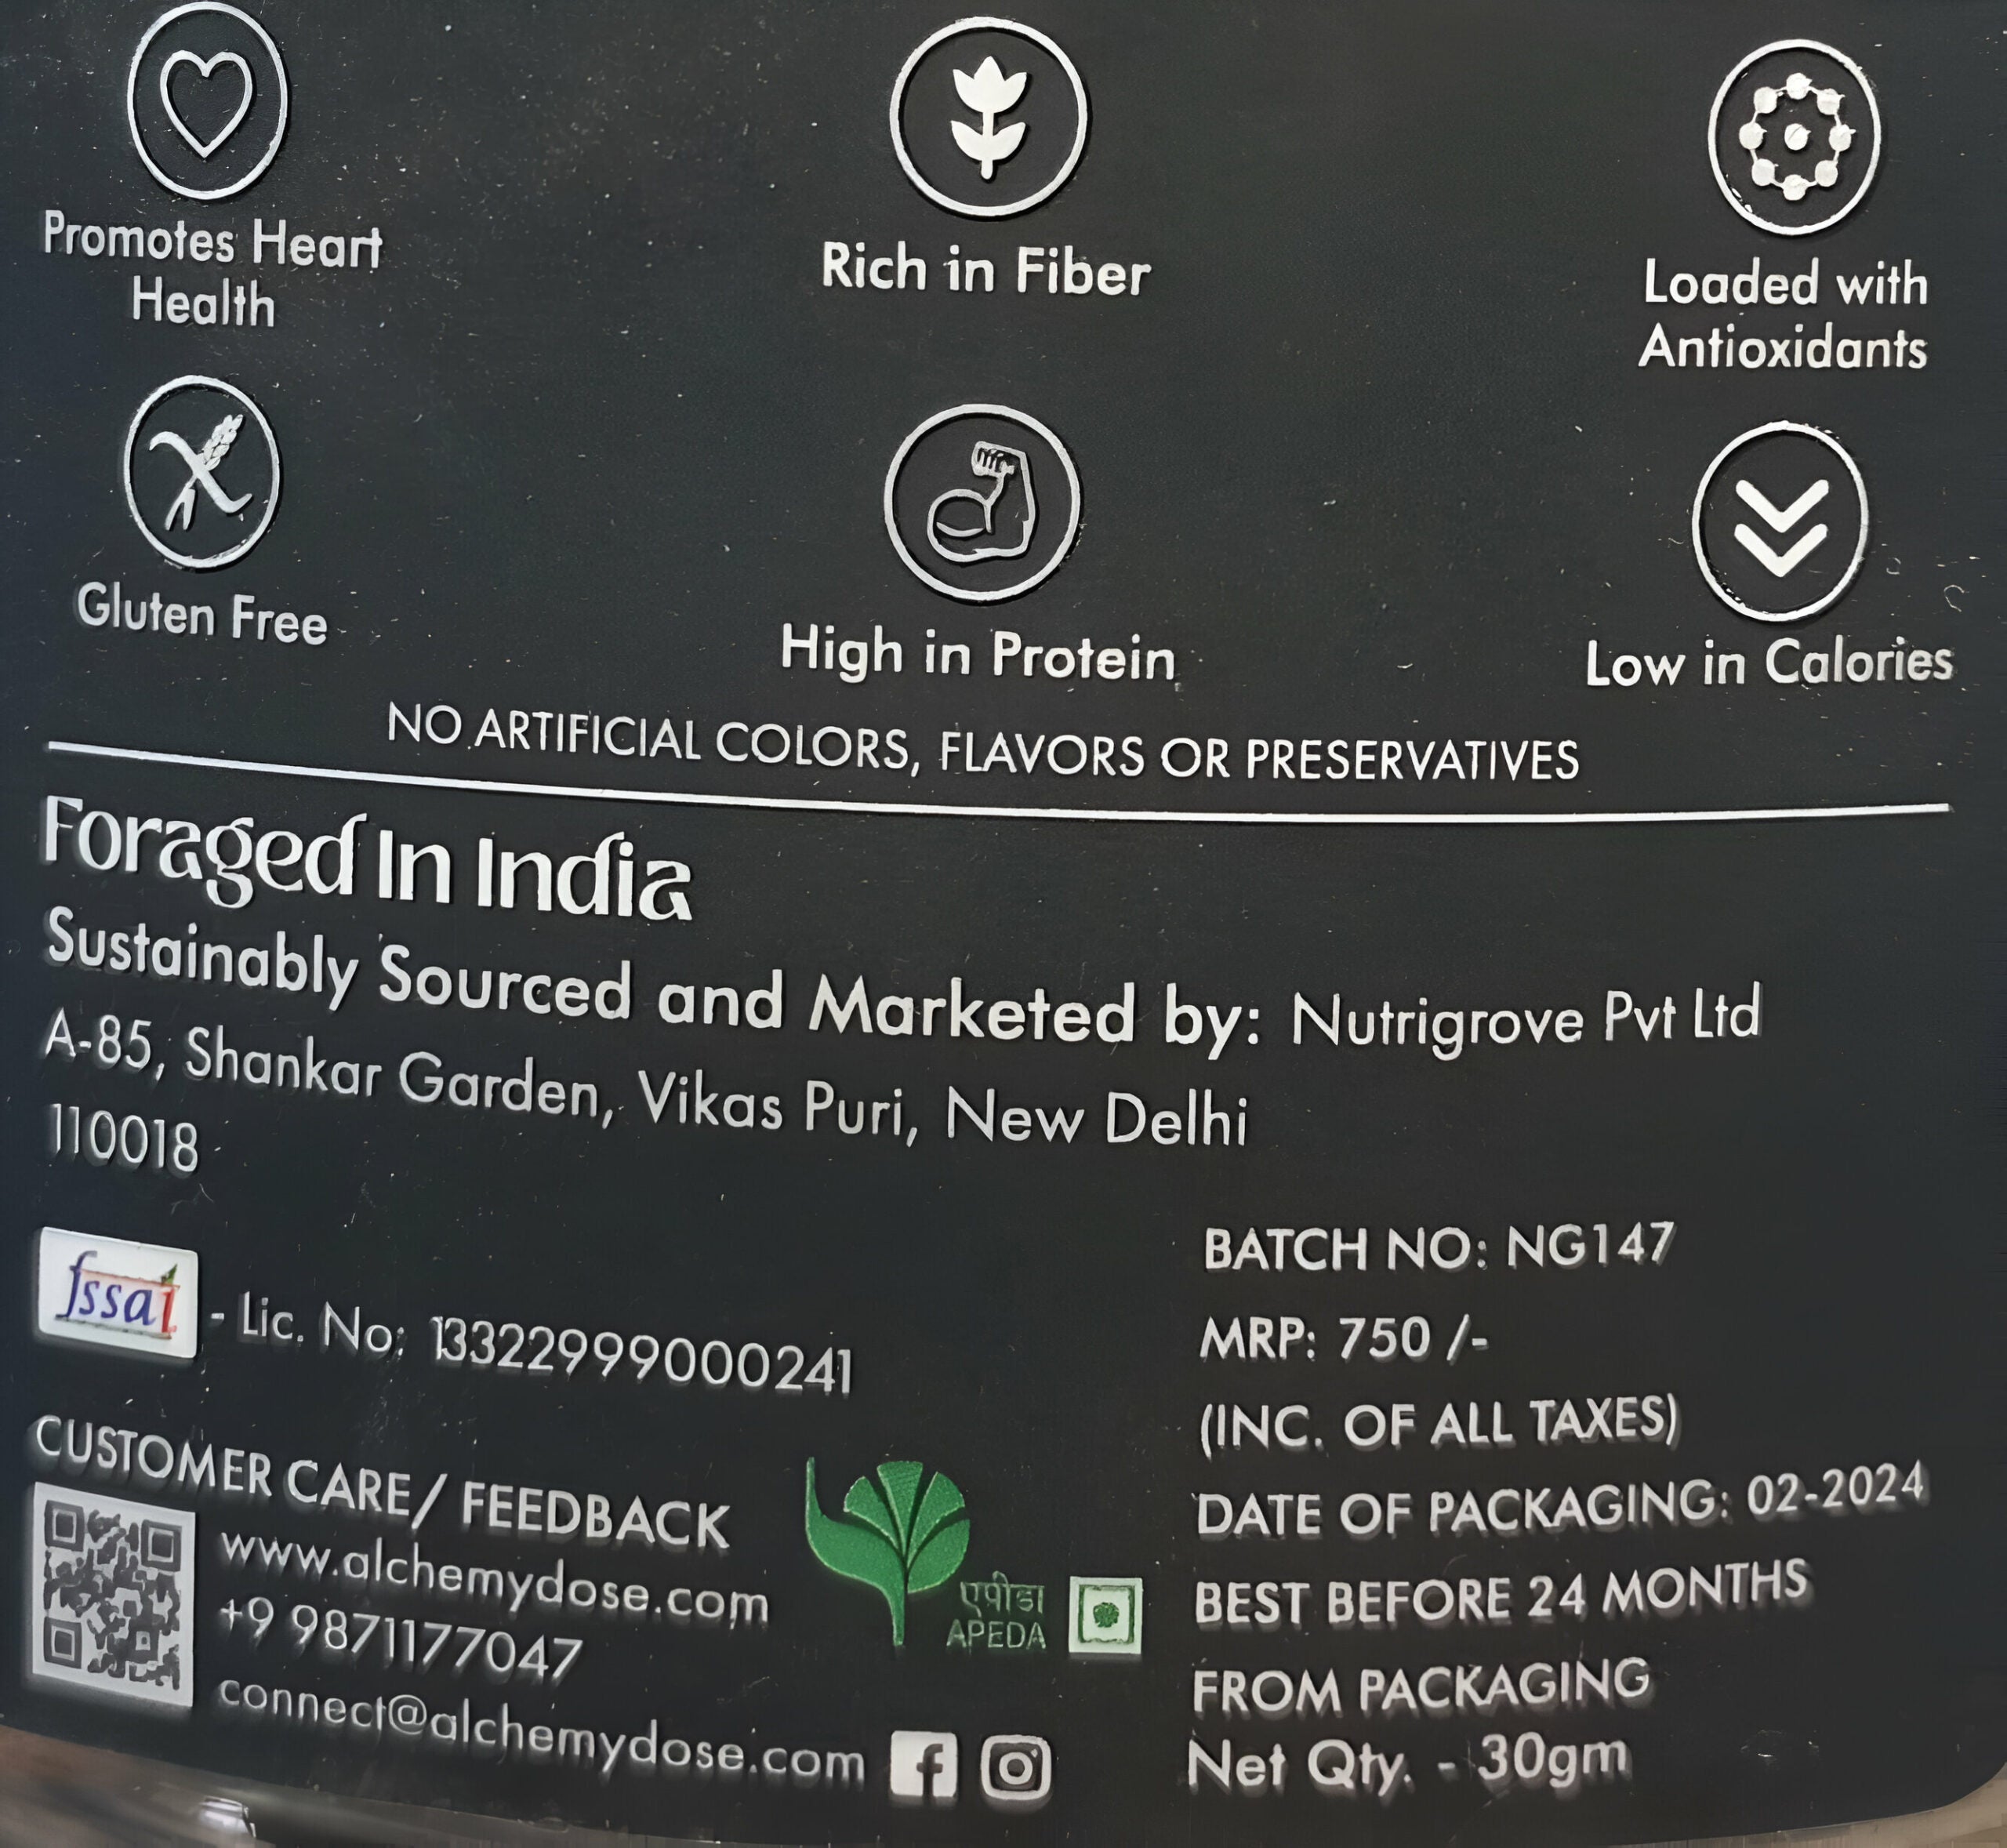 Promotes Heart
Health
Rich in Fiber
Loaded with
Antioxidants
Gluten Free
High in Protein
Low in Calories
NO ARTIFICIAL COLORS, FLAVORS OR PRESERVATIVES
Foraged In India
Sustainably Sourced and Marketed by: Nutrigrove Pvt Ltd
A-85, Shankar Garden, Vikas Puri, New Delhi
110018
fssai - Lic. No: 13322999000241
CUSTOMER CARE/ FEEDBACK
www.alchemydose.com
+9 9871177047
connect@alchemydose.com
एपीडा
APEDA
BATCH NO: NG147
MRP: 750 /-
(INC. OF ALL TAXES)
DATE OF PACKAGING: 02-2024
BEST BEFORE 24 MONTHS
FROM PACKAGING
Net Qty. - 30gm